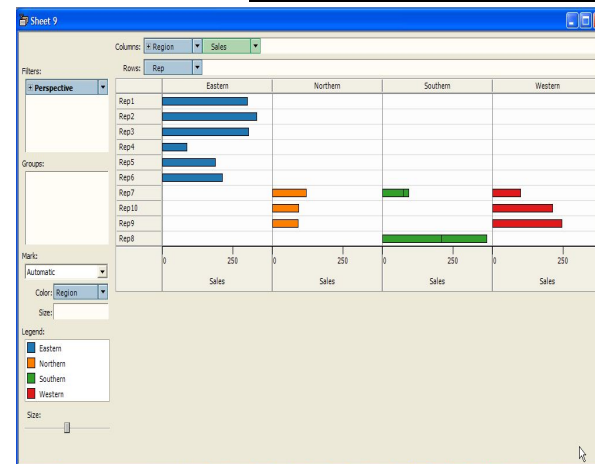 Sheet 9
Columns: + Region Sales
Rows: Rep
Filters:
+ Perspective
Eastern Northern Southern Western
Rep1
Rep2
Rep3
Rep4
Groups:
Rep5
Rep6
Rep7
Rep10
Rep9
Rep8
Mark:
Automatic
0 250 0 250 0 250 0 250
Sales Sales Sales Sales
Color: Region
Size:
Legend:
Eastern
Northern
Southern
Western
Size: